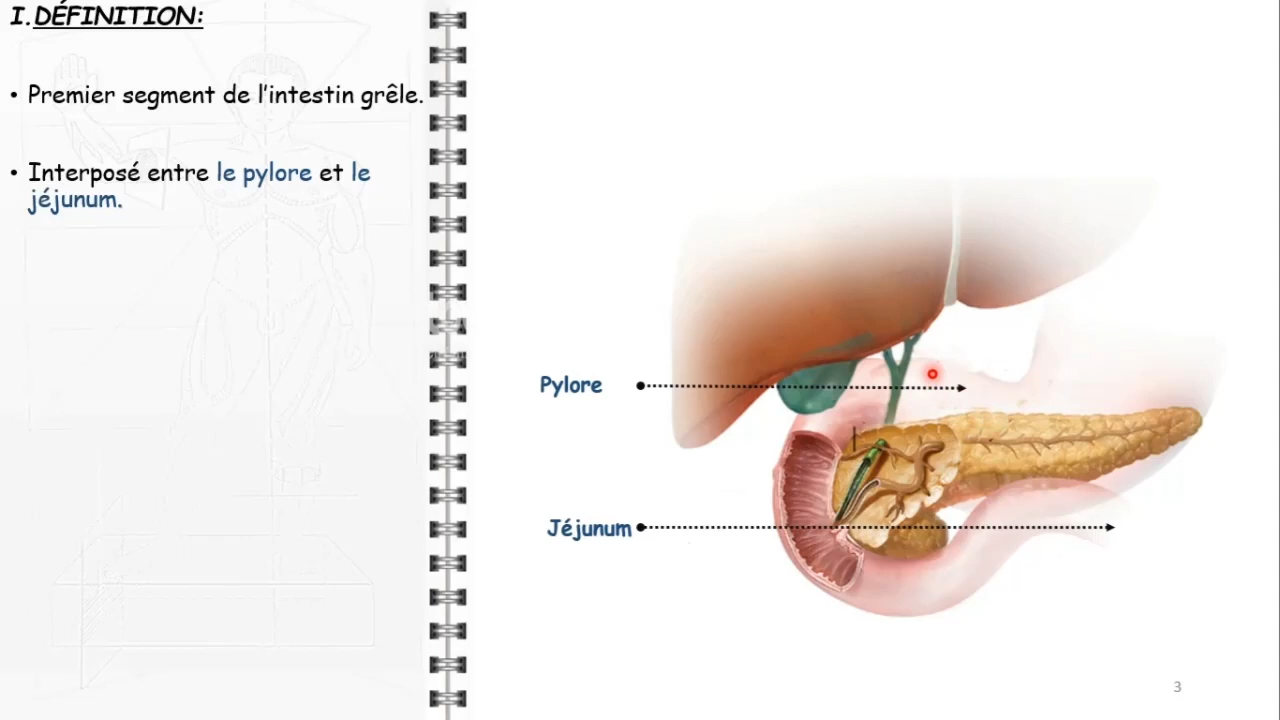 I. DÉFINITION:
• Premier segment de l'intestin grêle.
• Interposé entre le pylore et le
jéjunum.
Pylore
Jéjunum
3